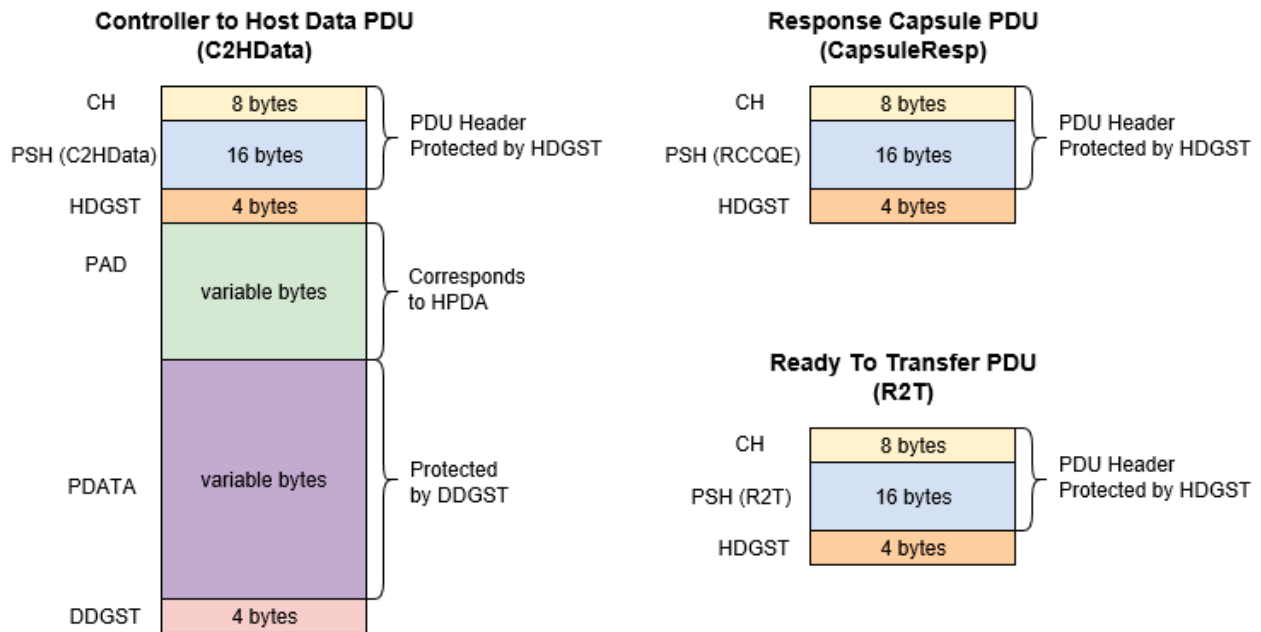 Controller to Host Data PDU
(C2HData)
CH
8 bytes
PSH (C2HData)
16 bytes
PDU Header
Protected by HDGST
HDGST
4 bytes
PAD
variable bytes
Corresponds
to HPDA
PDATA
variable bytes
Protected
by DDGST
DDGST
4 bytes
Response Capsule PDU
(CapsuleResp)
CH
8 bytes
PSH (RCCQE)
16 bytes
PDU Header
Protected by HDGST
HDGST
4 bytes
Ready To Transfer PDU
(R2T)
CH
8 bytes
PSH (R2T)
16 bytes
PDU Header
Protected by HDGST
HDGST
4 bytes